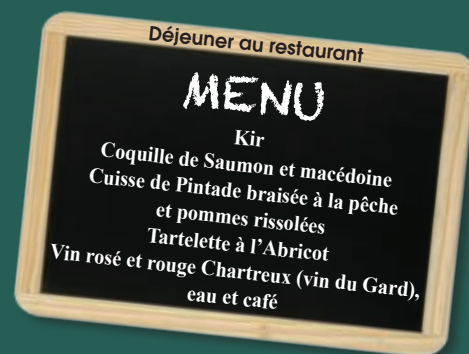 Déjeuner au restaurant
MENU
Kir
Coquille de Saumon et macédoine
Cuisse de Pintade braisée à la pêche
et pommes rissolées
Tartelette à l'Abricot
Vin rosé et rouge Chartreux (vin du Gard),
eau et café